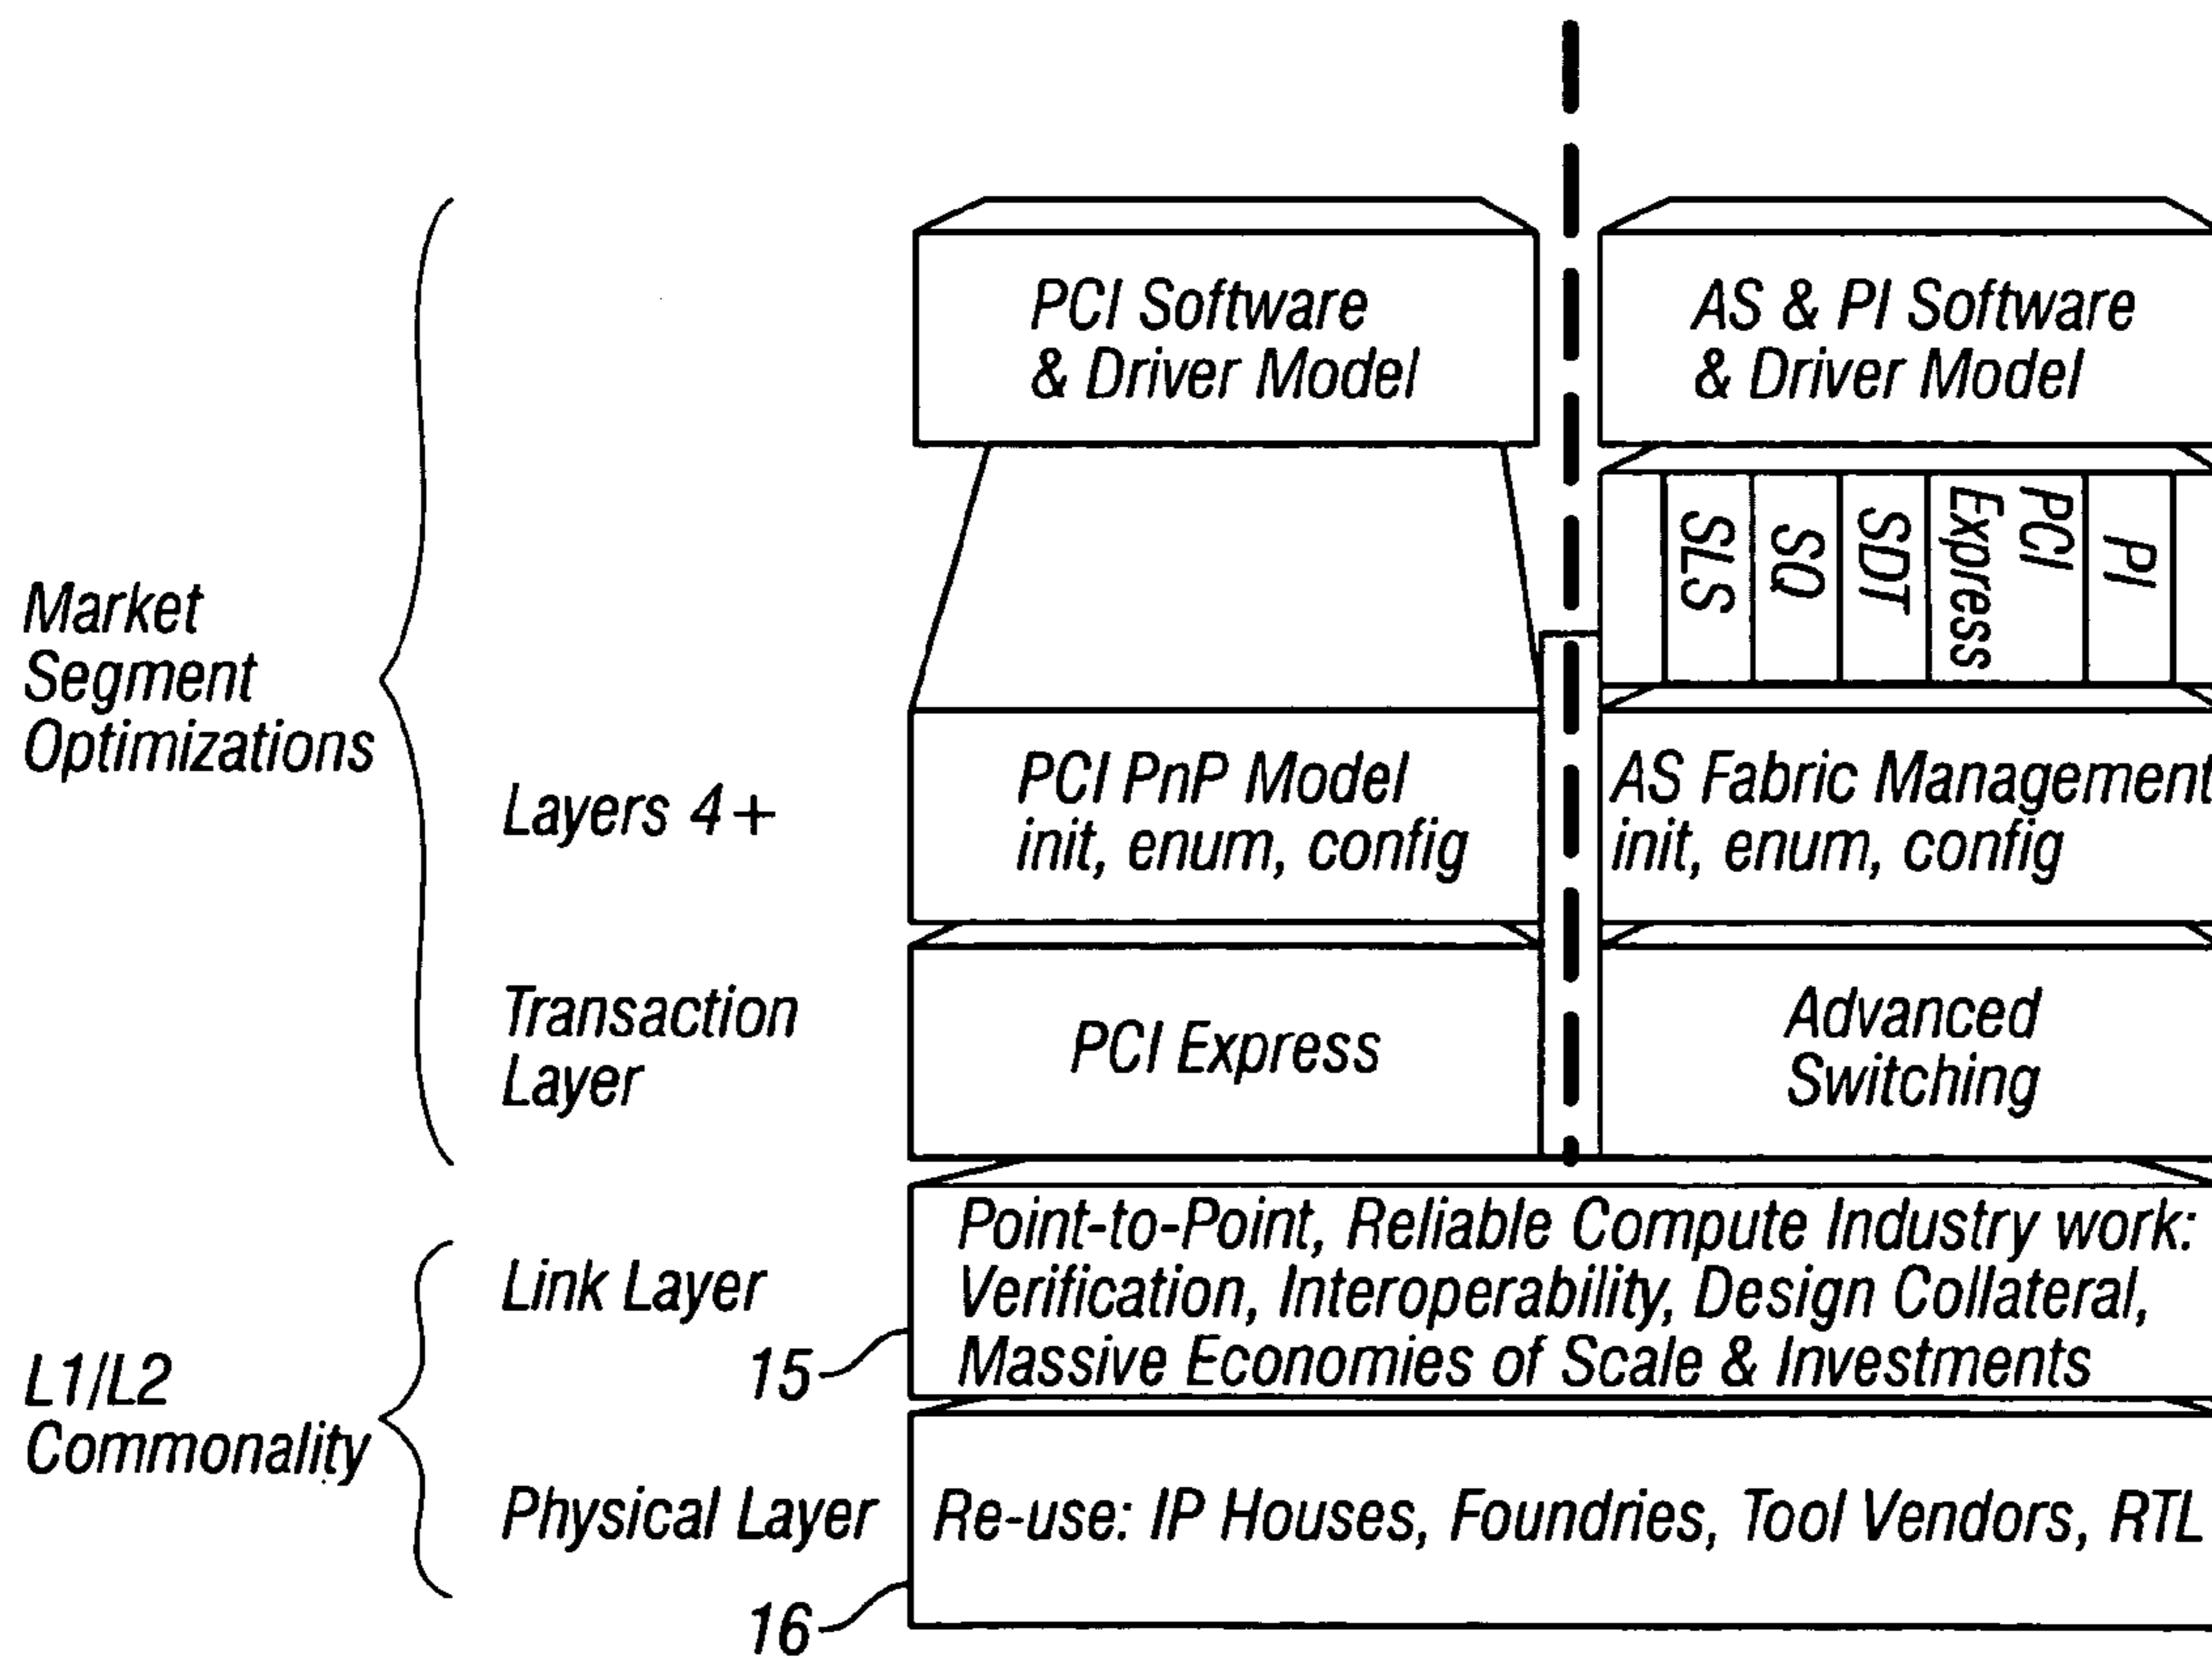 PCI Software
& Driver Model
AS & PI Software
& Driver Model
SLS
SQ
SDT
PCI
Express
PI
Market
Segment
Optimizations
Layers 4+
PCI PnP Model
init, enum, config
AS Fabric Management
init, enum, config
Transaction
Layer
PCI Express
Advanced
Switching
Link Layer
15
Point-to-Point, Reliable Compute Industry work:
Verification, Interoperability, Design Collateral,
Massive Economies of Scale & Investments
L1/L2
Commonality
Physical Layer
Re-use: IP Houses, Foundries, Tool Vendors, RTL
16